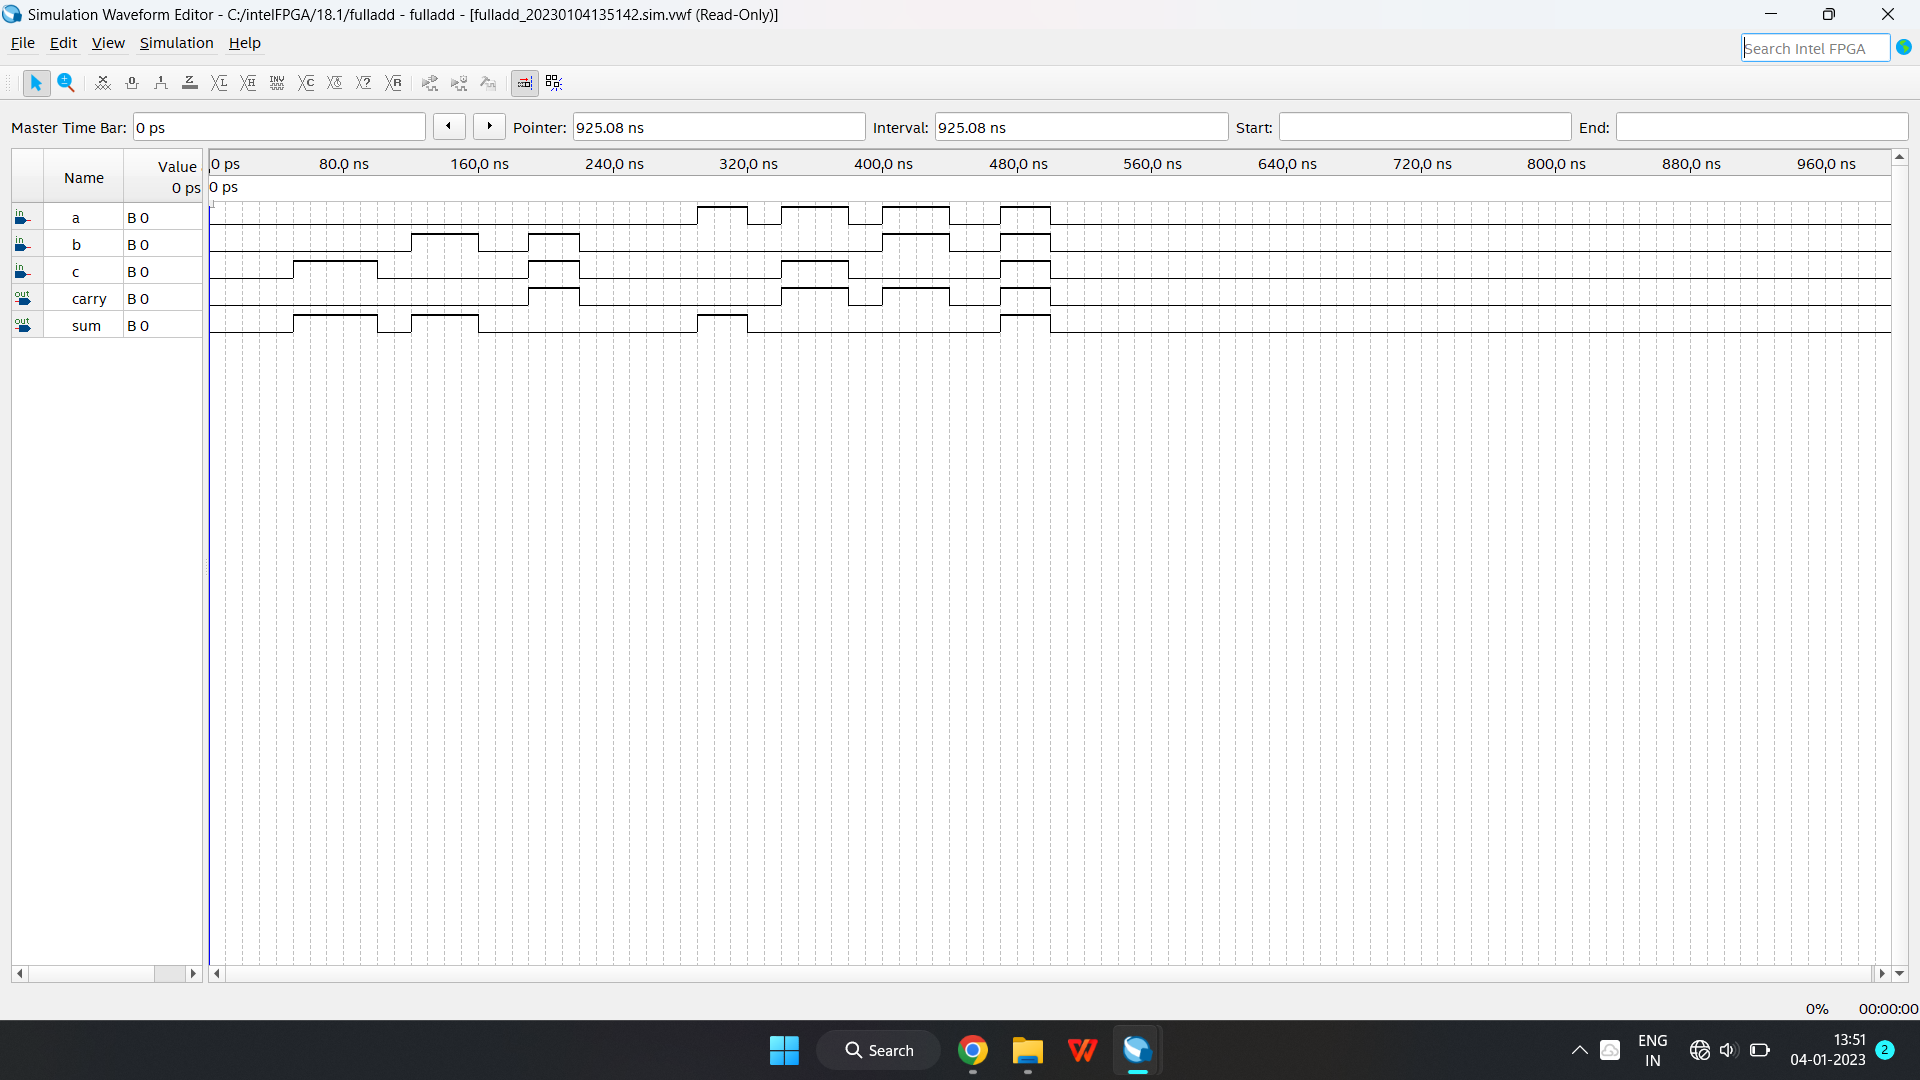 Simulation Waveform Editor - C:/intelFPGA/18.1/fulladd - fulladd - [fulladd_20230104135142.sim.vwf (Read-Only)]
File Edit View Simulation Help
Search Intel FPGA
Master Time Bar: 0 ps Pointer: 925.08 ns Interval: 925.08 ns Start: End:
Name Value 0 ps
0 ps 80.0 ns 160.0 ns 240.0 ns 320.0 ns 400.0 ns 480.0 ns 560.0 ns 640.0 ns 720.0 ns 800.0 ns 880.0 ns 960.0 ns
0 ps
in a B 0
in b B 0
in c B 0
out carry B 0
out sum B 0
0% 00:00:00
Search
ENG
IN
13:51
04-01-2023
2